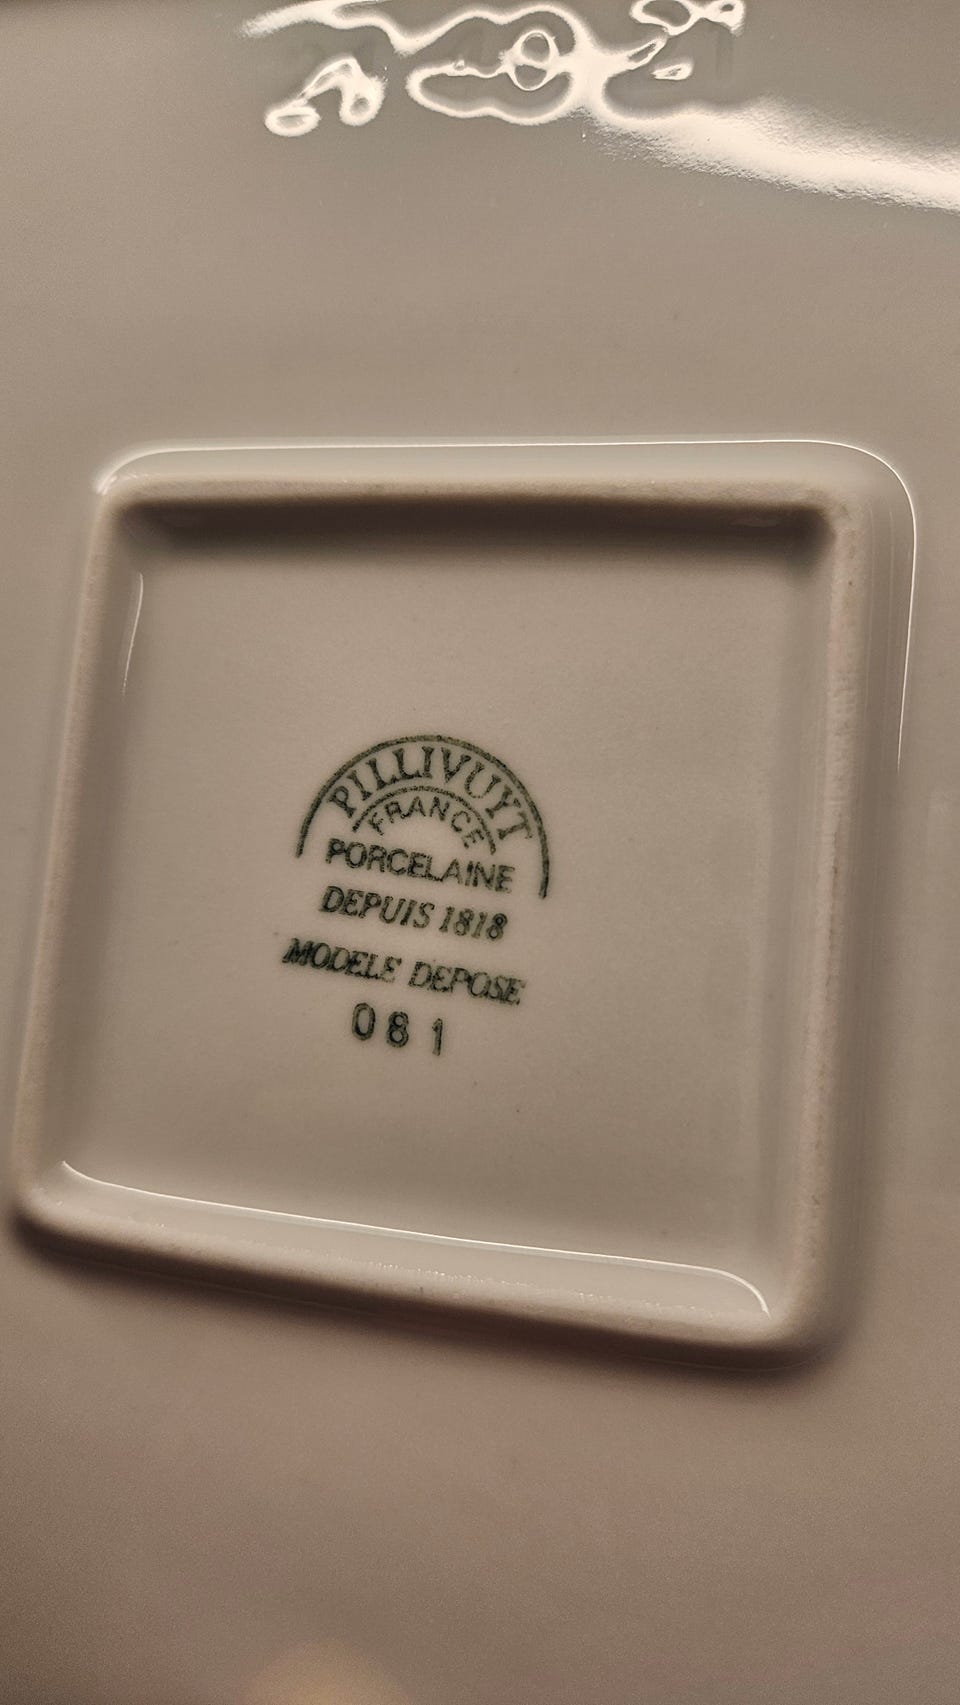 PILLIVUYT
FRANCE
PORCELAINE
DEPUIS 1818
MODELE DEPOSE
081